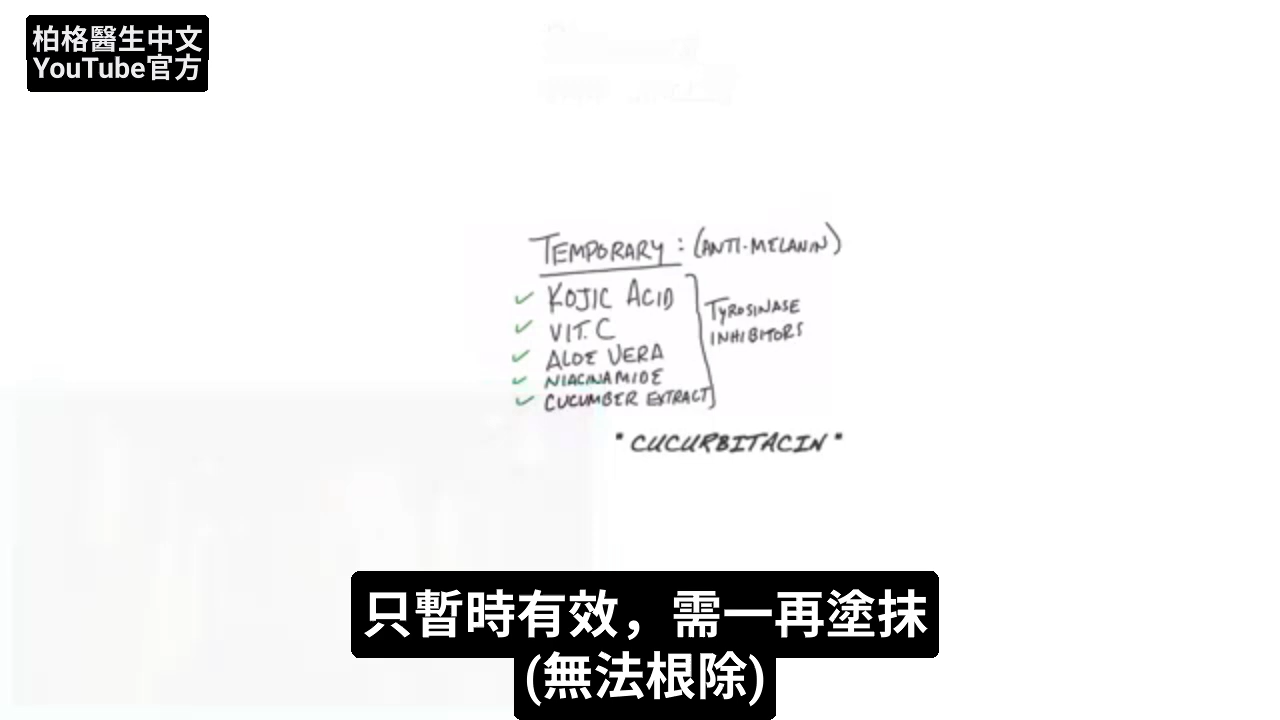 柏格醫生中文
YouTube官方
TEMPORARY: (ANTI-MELANIN)
✓ KOJIC ACID
✓ VIT. C
✓ ALOE VERA
✓ NIACINAMIDE
✓ CUCUMBER EXTRACT
TYROSINASE
INHIBITORS
"CUCURBITACIN"
只暫時有效，需一再塗抹
(無法根除)